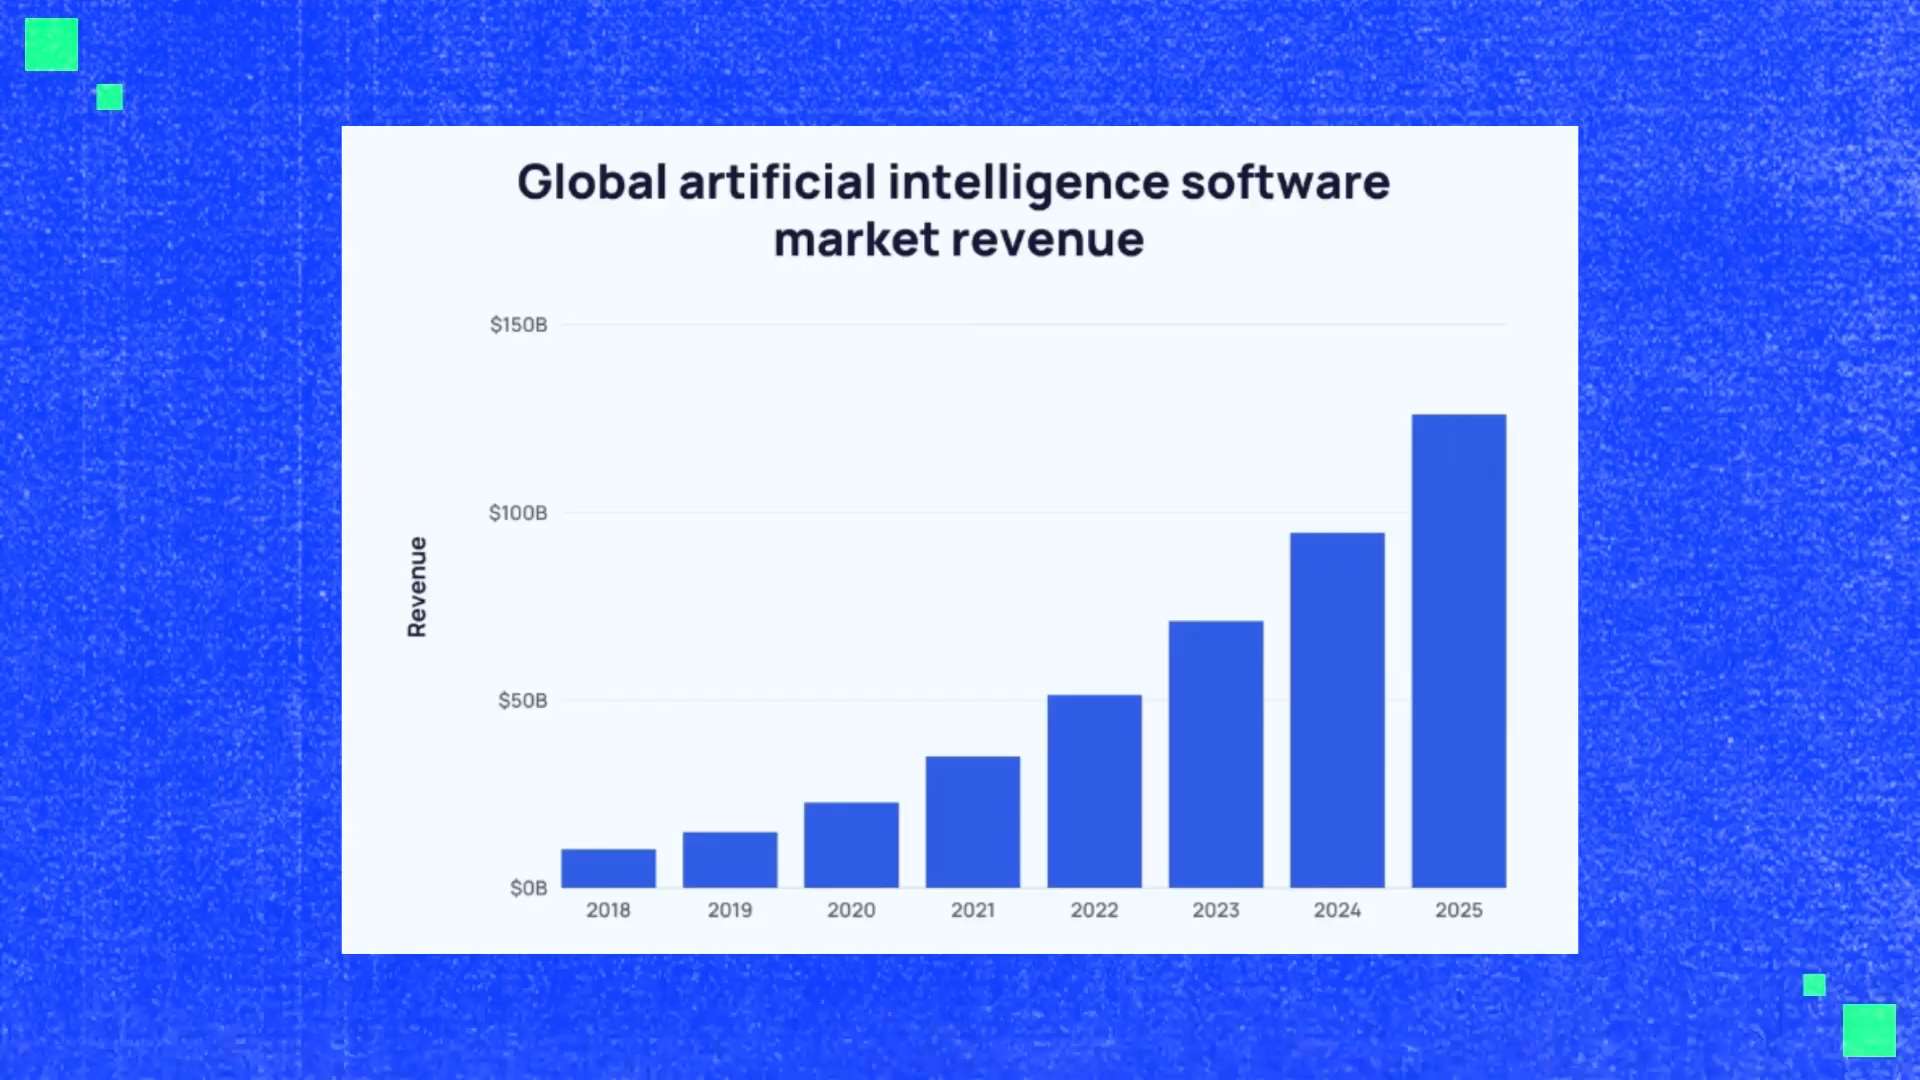 Global artificial intelligence software
market revenue
$150B
$100B
$50B
$0B
Revenue
2018 2019 2020 2021 2022 2023 2024 2025